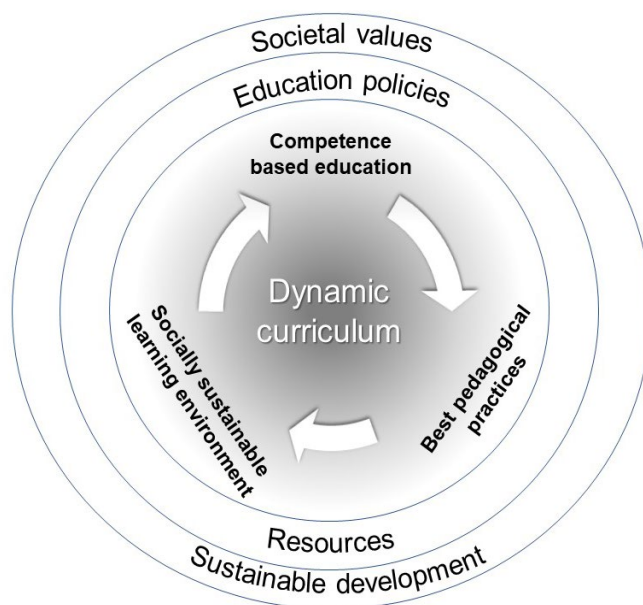 Societal values
Education policies
Competence
based education
Dynamic
curriculum
Best pedagogical
practices
Socially sustainable
learning environment
Resources
Sustainable development